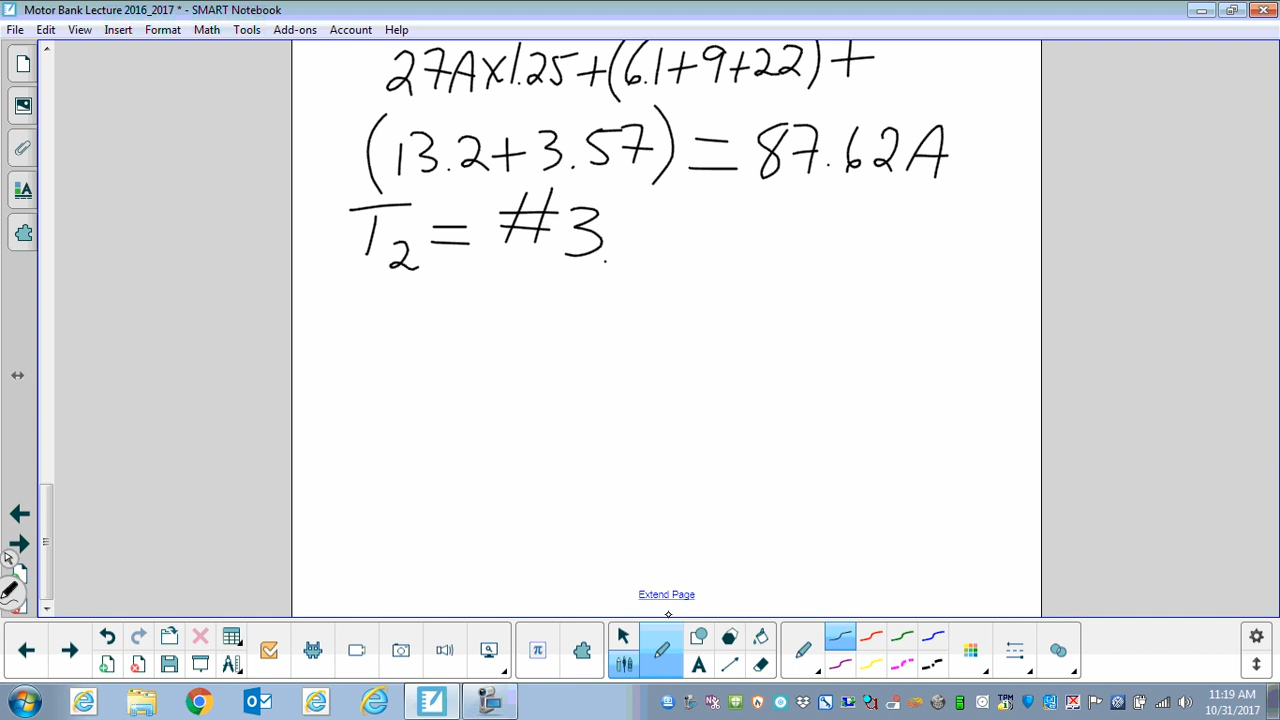 Motor Bank Lecture 2016_2017 * - SMART Notebook
File Edit View Insert Format Math Tools Add-ons Account Help
27A×1.25+(6.1+9+22)+
(13.2+3.57)=87.62A
T2= #3.
Extend Page
11:19 AM
10/31/2017